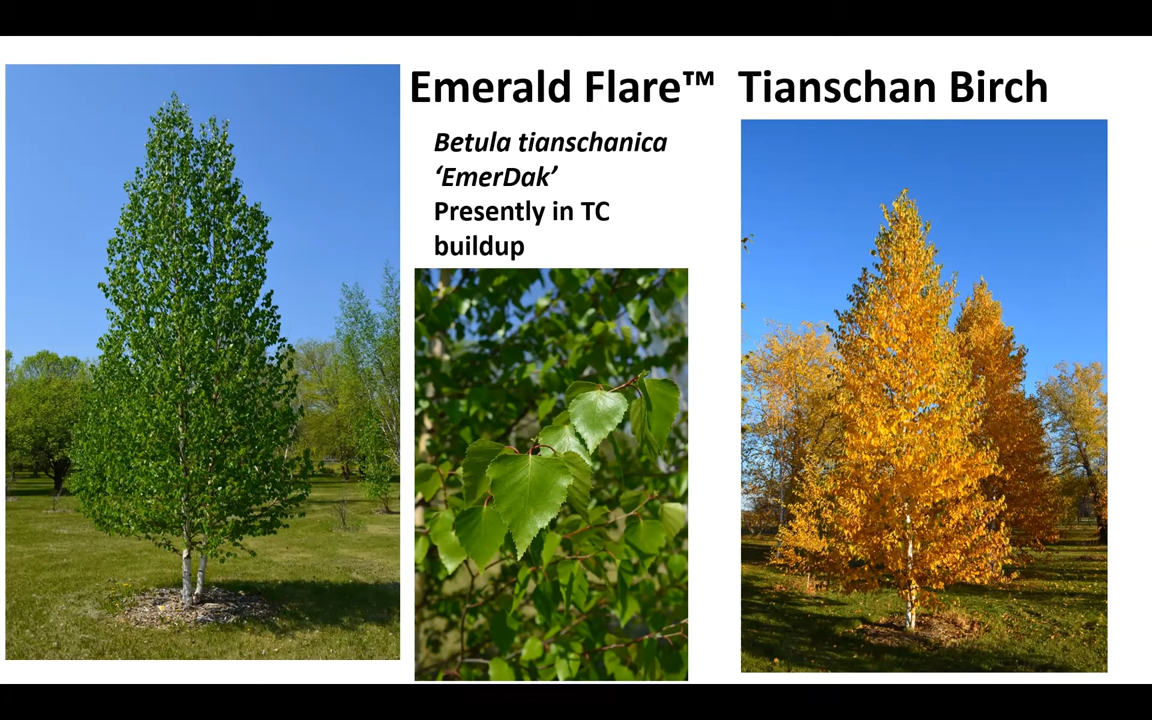 Emerald Flare™ Tianschan Birch
Betula tianschanica
‘EmerDak’
Presently in TC
buildup